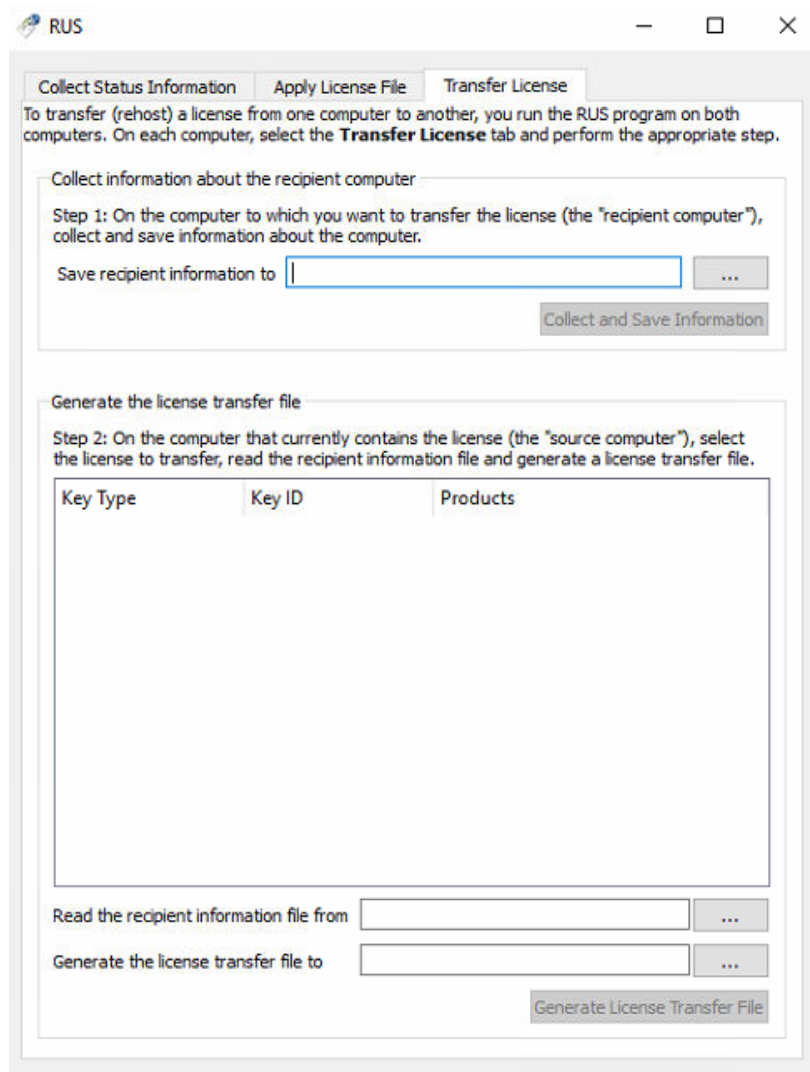 RUS
Collect Status Information Apply License File Transfer License
To transfer (rehost) a license from one computer to another, you run the RUS program on both
computers. On each computer, select the Transfer License tab and perform the appropriate step.
Collect information about the recipient computer
Step 1: On the computer to which you want to transfer the license (the "recipient computer"),
collect and save information about the computer.
Save recipient information to ...
Collect and Save Information
Generate the license transfer file
Step 2: On the computer that currently contains the license (the "source computer"), select
the license to transfer, read the recipient information file and generate a license transfer file.
Key Type Key ID Products
Read the recipient information file from ...
Generate the license transfer file to ...
Generate License Transfer File